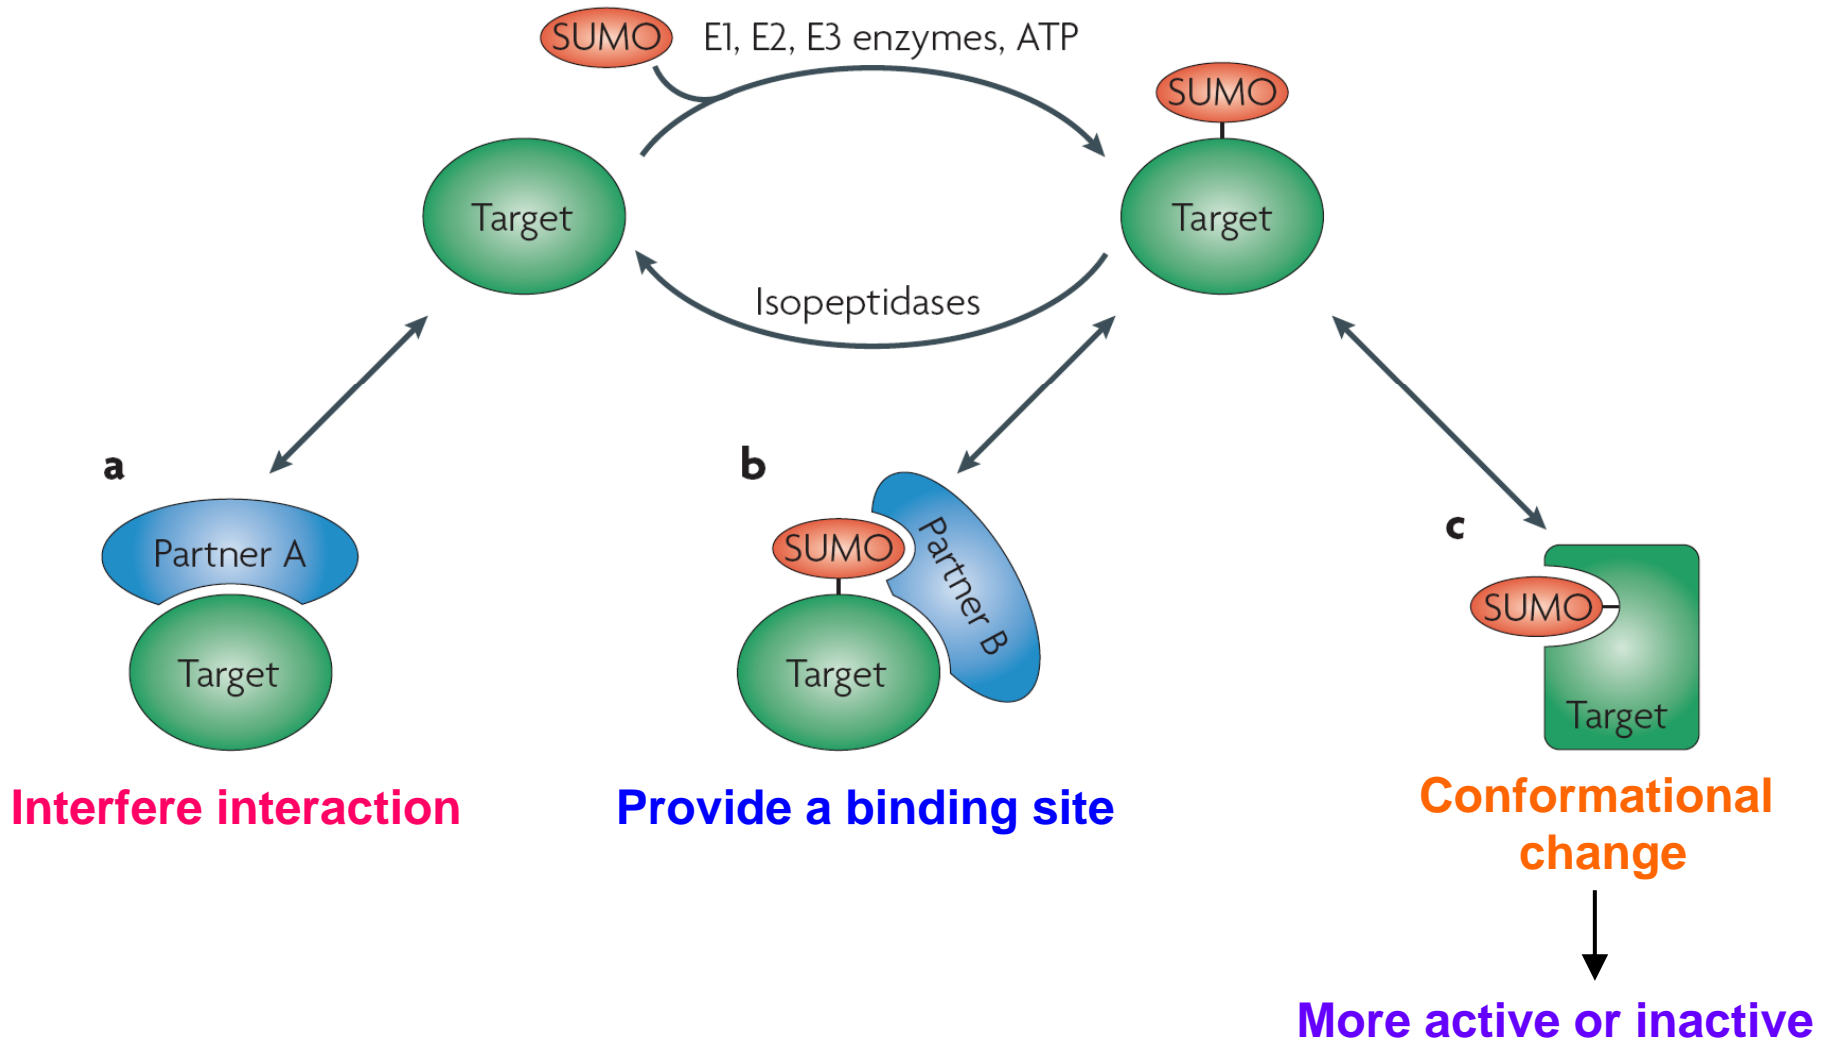 SUMO
E1, E2, E3 enzymes, ATP
SUMO
Target
Target
Isopeptidases
a
Partner A
Target
Interfere interaction
b
SUMO
Partner B
Target
Provide a binding site
c
SUMO
Target
Conformational
change
More active or inactive